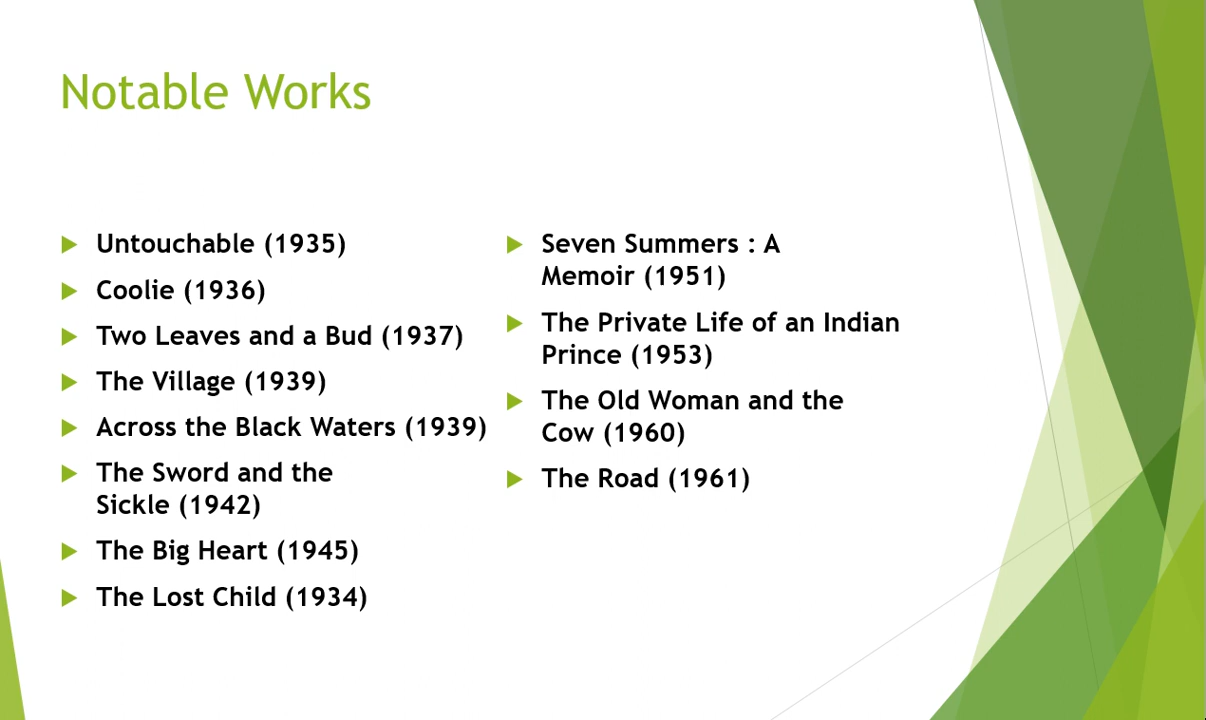 Notable Works
Untouchable (1935)
Coolie (1936)
Two Leaves and a Bud (1937)
The Village (1939)
Across the Black Waters (1939)
The Sword and the
Sickle (1942)
The Big Heart (1945)
The Lost Child (1934)
Seven Summers : A
Memoir (1951)
The Private Life of an Indian
Prince (1953)
The Old Woman and the
Cow (1960)
The Road (1961)